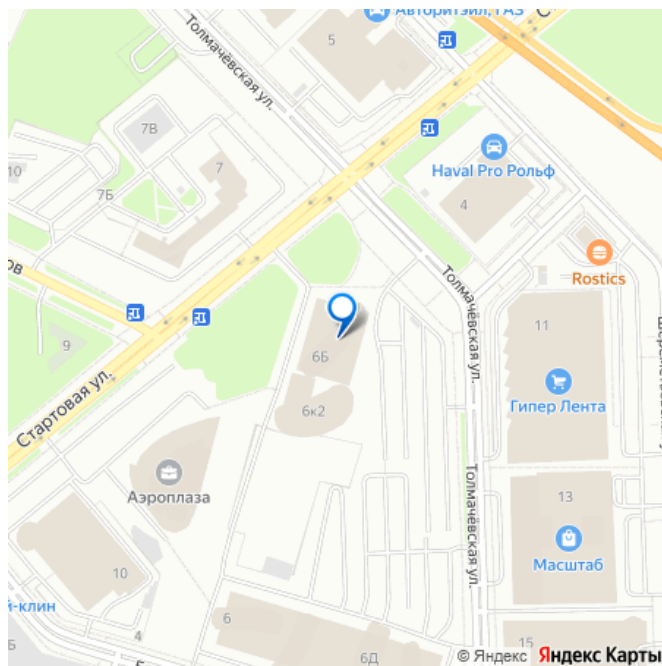 Авторитэйл, ГАЗ
Толмачёвская ул.
5
7В
10
7Б
7
Haval Pro Рольф
4
Rostics
Толмачёвская ул.
9
6Б
11
Гипер Лента
6к2
Стартовая ул.
Аэроплаза
Толмачёвская ул.
13
Масштаб
10
й-клин
4
6
6Д
15
© Яндекс Яндекс Карты